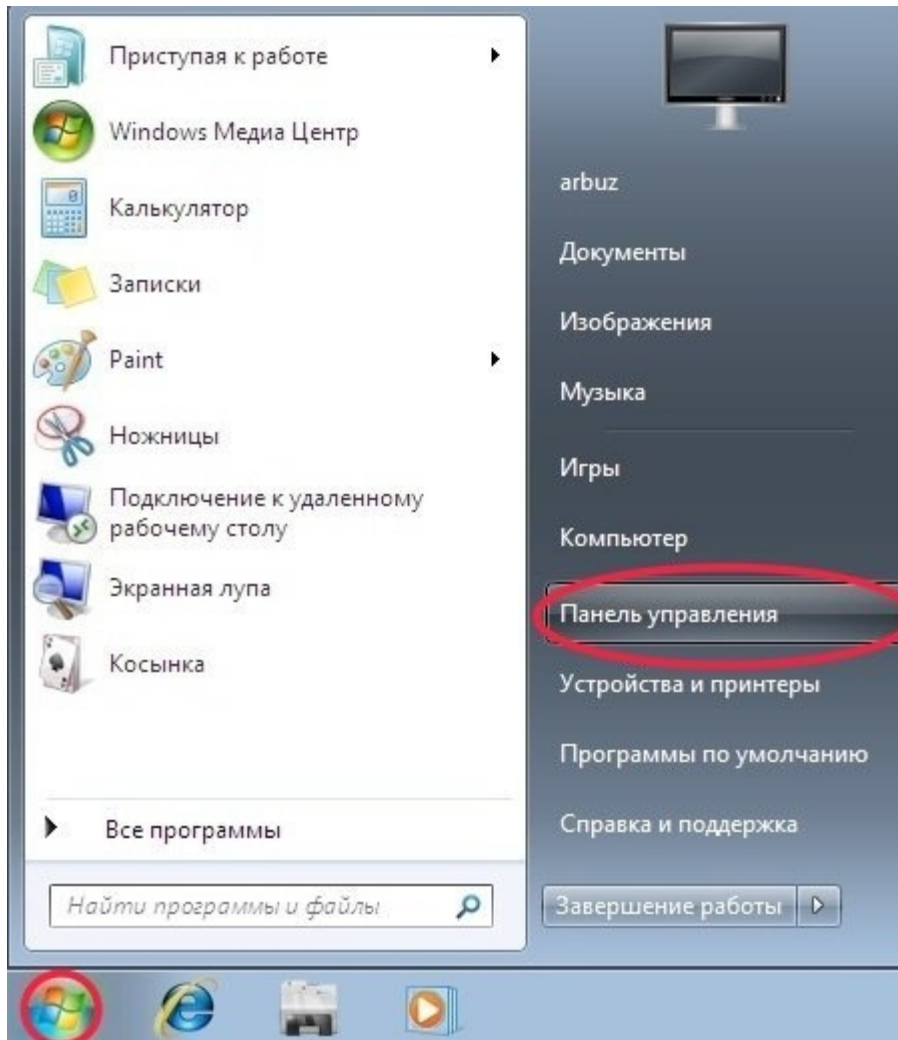 Приступая к работе
Windows Медиа Центр
Калькулятор
Записки
Paint
Ножницы
Подключение к удаленному
рабочему столу
Экранная лупа
Косынка
Все программы
Найти программы и файлы
arbuz
Документы
Изображения
Музыка
Игры
Компьютер
Панель управления
Устройства и принтеры
Программы по умолчанию
Справка и поддержка
Завершение работы